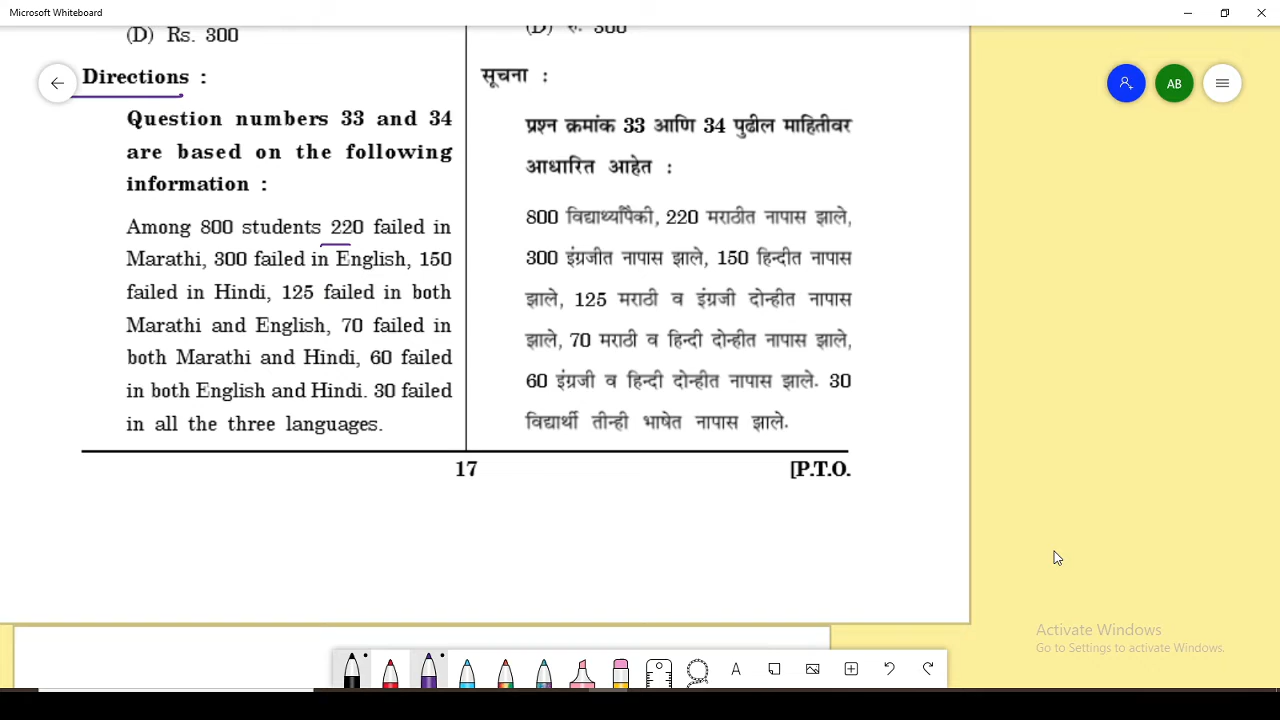 Microsoft Whiteboard
(D) Rs. 300
Directions :
Question numbers 33 and 34
are based on the following
information :
Among 800 students 220 failed in
Marathi, 300 failed in English, 150
failed in Hindi, 125 failed in both
Marathi and English, 70 failed in
both Marathi and Hindi, 60 failed
in both English and Hindi. 30 failed
in all the three languages.
(D) रु. 300
सूचना :
प्रश्न क्रमांक 33 आणि 34 पुढील माहितीवर
आधारित आहेत :
800 विद्यार्थ्यांपैकी, 220 मराठीत नापास झाले,
300 इंग्रजीत नापास झाले, 150 हिन्दीत नापास
झाले, 125 मराठी व इंग्रजी दोन्हीत नापास
झाले, 70 मराठी व हिन्दी दोन्हीत नापास झाले,
60 इंग्रजी व हिन्दी दोन्हीत नापास झाले. 30
विद्यार्थी तीन्ही भाषेत नापास झाले.
17
[P.T.O.
AB
A
Activate Windows
Go to Settings to activate Windows.